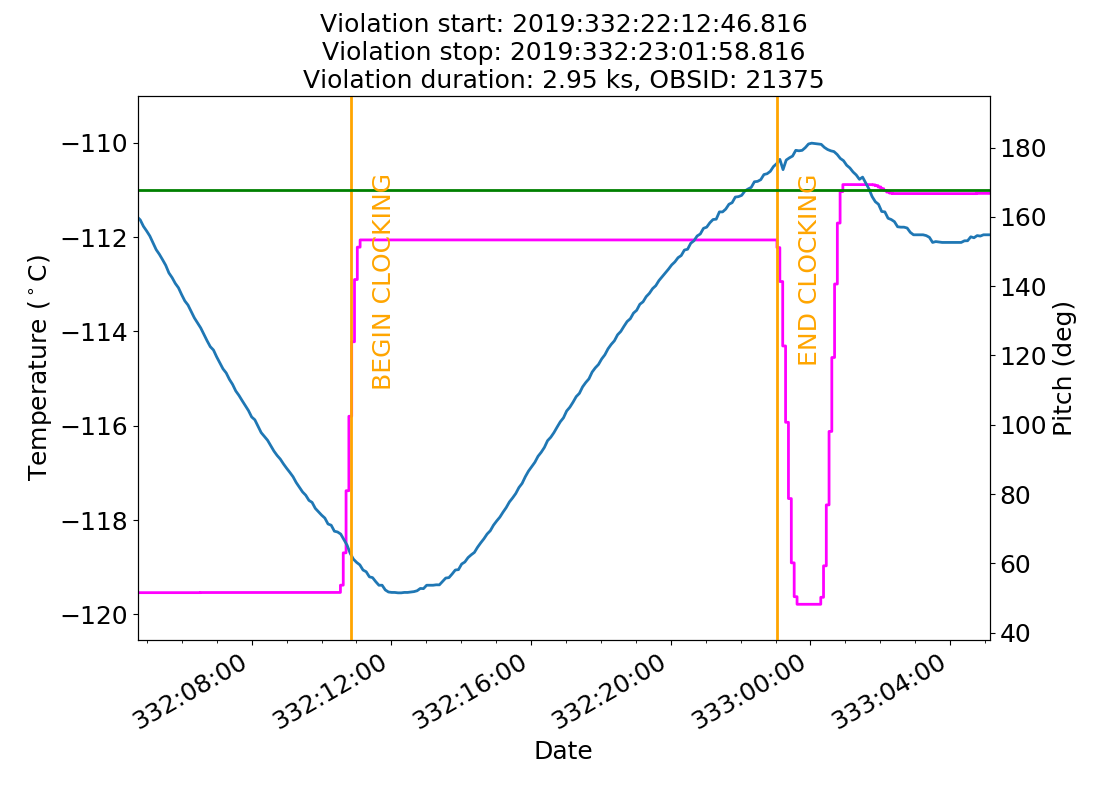 Violation start: 2019:332:22:12:46.816
Violation stop: 2019:332:23:01:58.816
Violation duration: 2.95 ks, OBSID: 21375
−110
−112
−114
−116
−118
−120
Temperature (°C)
BEGIN CLOCKING
END CLOCKING
180
160
140
120
100
80
60
40
Pitch (deg)
332:08:00
332:12:00
332:16:00
332:20:00
333:00:00
333:04:00
Date